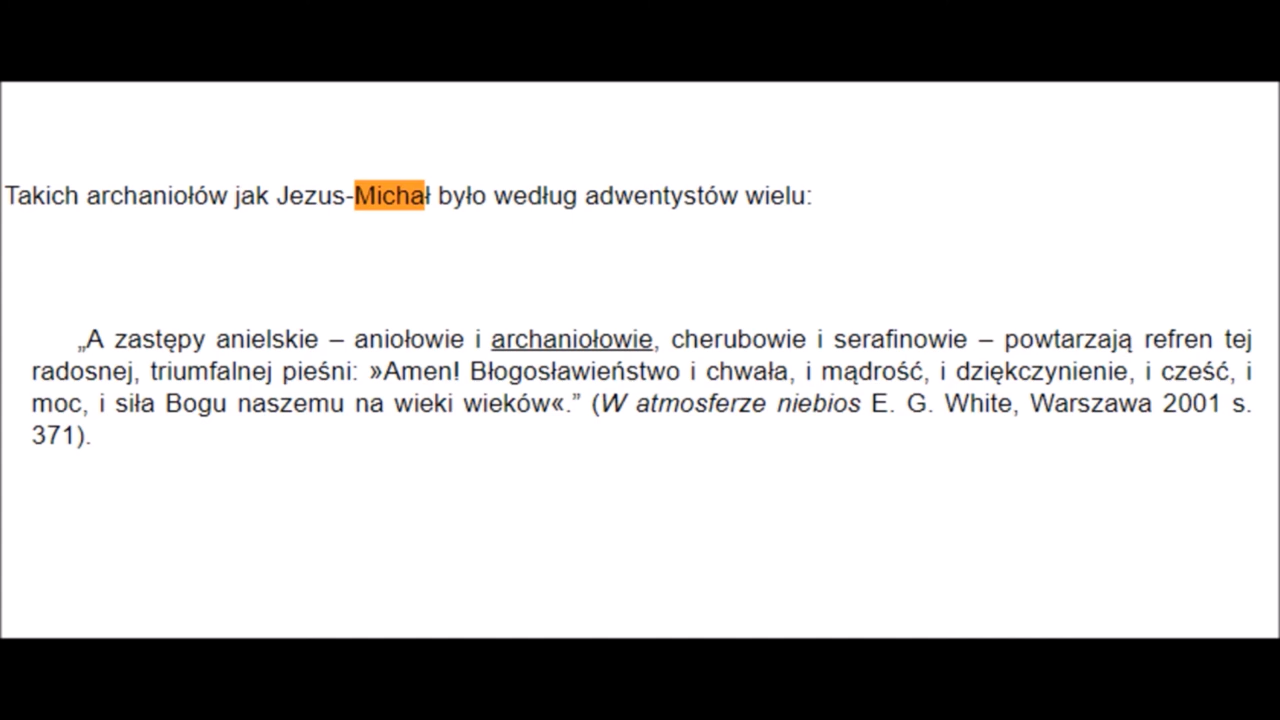 Takich archaniołów jak Jezus-Michał było według adwentystów wielu:
„A zastępy anielskie – aniołowie i archaniołowie, cherubowie i serafinowie – powtarzają refren tej
radosnej, triumfalnej pieśni: »Amen! Błogosławieństwo i chwała, i mądrość, i dziękczynienie, i cześć, i
moc, i siła Bogu naszemu na wieki wieków«.” (W atmosferze niebios E. G. White, Warszawa 2001 s.
371).